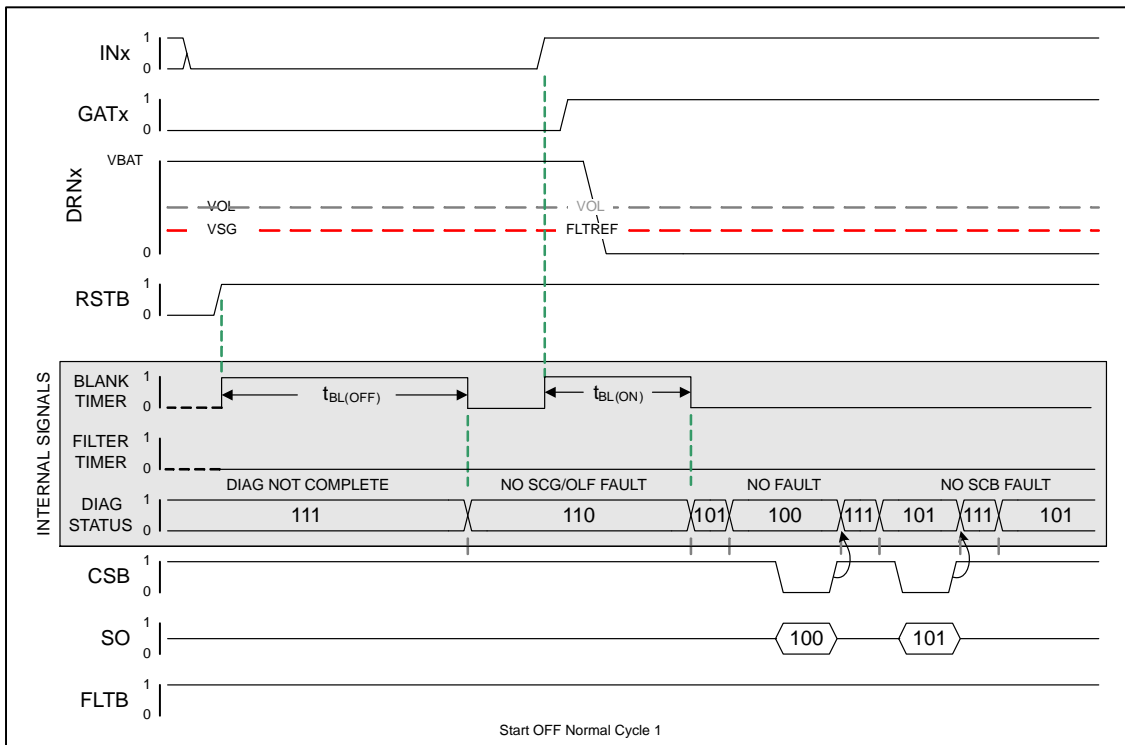 INx
1
0
GATx
1
0
DRNx
VBAT
0
VOL
VOL
VSG
FLTREF
RSTB
1
0
INTERNAL SIGNALS
BLANK
TIMER
1
0
tBL(OFF)
tBL(ON)
FILTER
TIMER
1
0
DIAG NOT COMPLETE
NO SCG/OLF FAULT
NO FAULT
NO SCB FAULT
DIAG
STATUS
1
0
111
110
101
100
111
101
111
101
CSB
1
0
SO
1
0
100
101
FLTB
1
0
Start OFF Normal Cycle 1